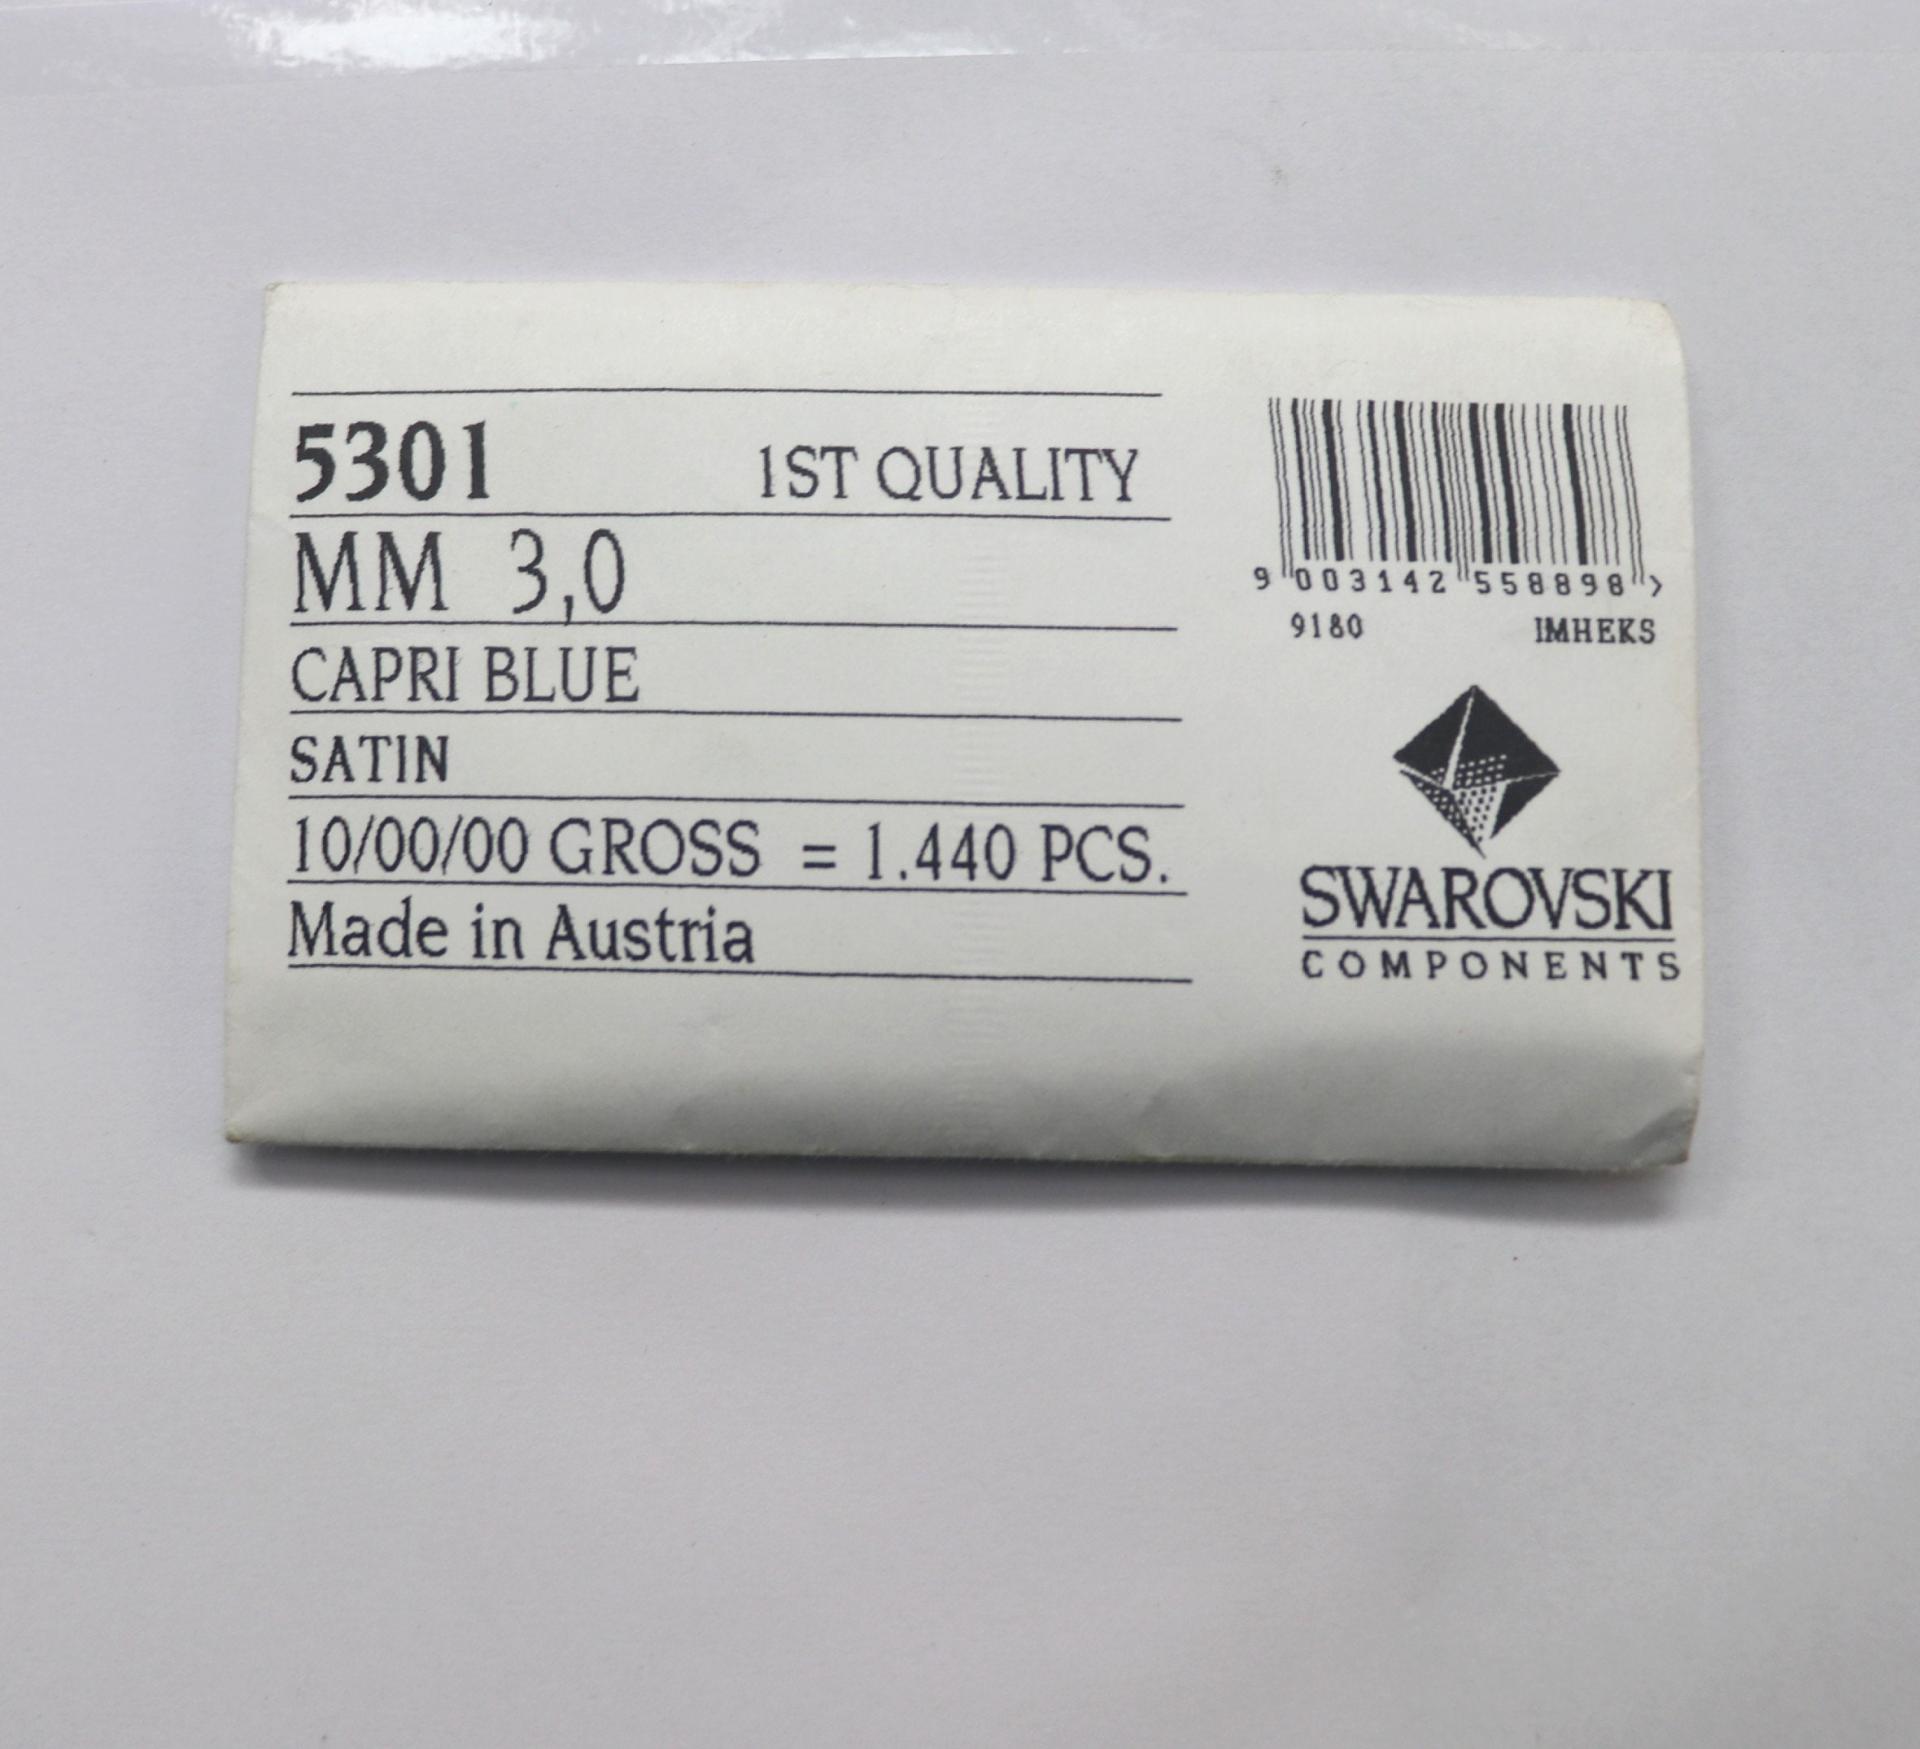 5301 1ST QUALITY
MM 3,0
CAPRI BLUE
SATIN
10/00/00 GROSS = 1.440 PCS.
Made in Austria
9 003142 558898 >
9180 IMHEKS
SWAROVSKI
COMPONENTS